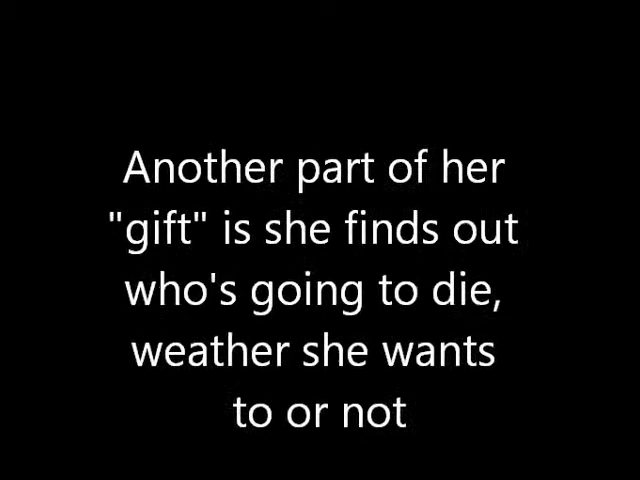 Another part of her
"gift" is she finds out
who's going to die,
weather she wants
to or not